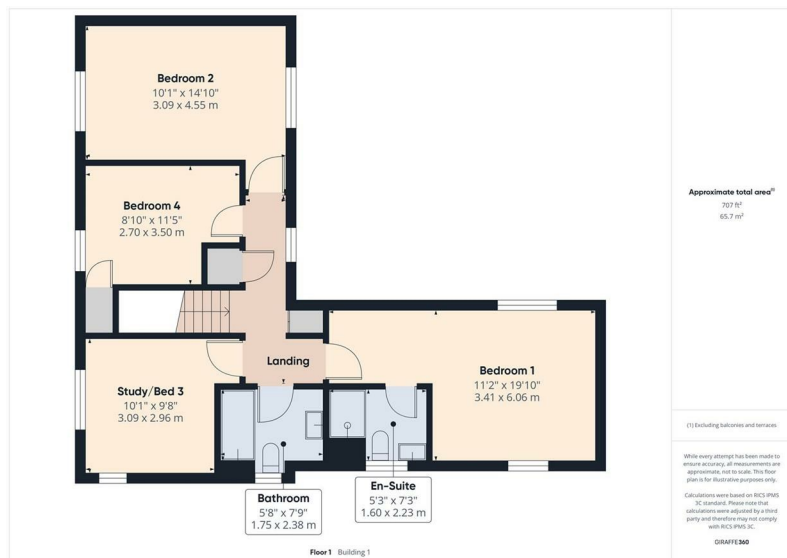 Bedroom 2
10'1" x 14'10"
3.09 x 4.55 m
Bedroom 4
8'10" x 11'5"
2.70 x 3.50 m
Landing
Bedroom 1
11'2" x 19'10"
3.41 x 6.06 m
Study/Bed 3
10'1" x 9'8"
3.09 x 2.96 m
Bathroom
5'8" x 7'9"
1.75 x 2.38 m
En-Suite
5'3" x 7'3"
1.60 x 2.23 m
Floor 1 Building 1
Approximate total area(1)
707 ft²
65.7 m²
(1) Excluding balconies and terraces
While every attempt has been made to
ensure accuracy, all measurements are
approximate, not to scale. This floor
plan is for illustrative purposes only.
Calculations were based on RICS IPMS
3C standard. Please note that
calculations were adjusted by a third
party and therefore may not comply
with RICS IPMS 3C.
GIRAFFE360